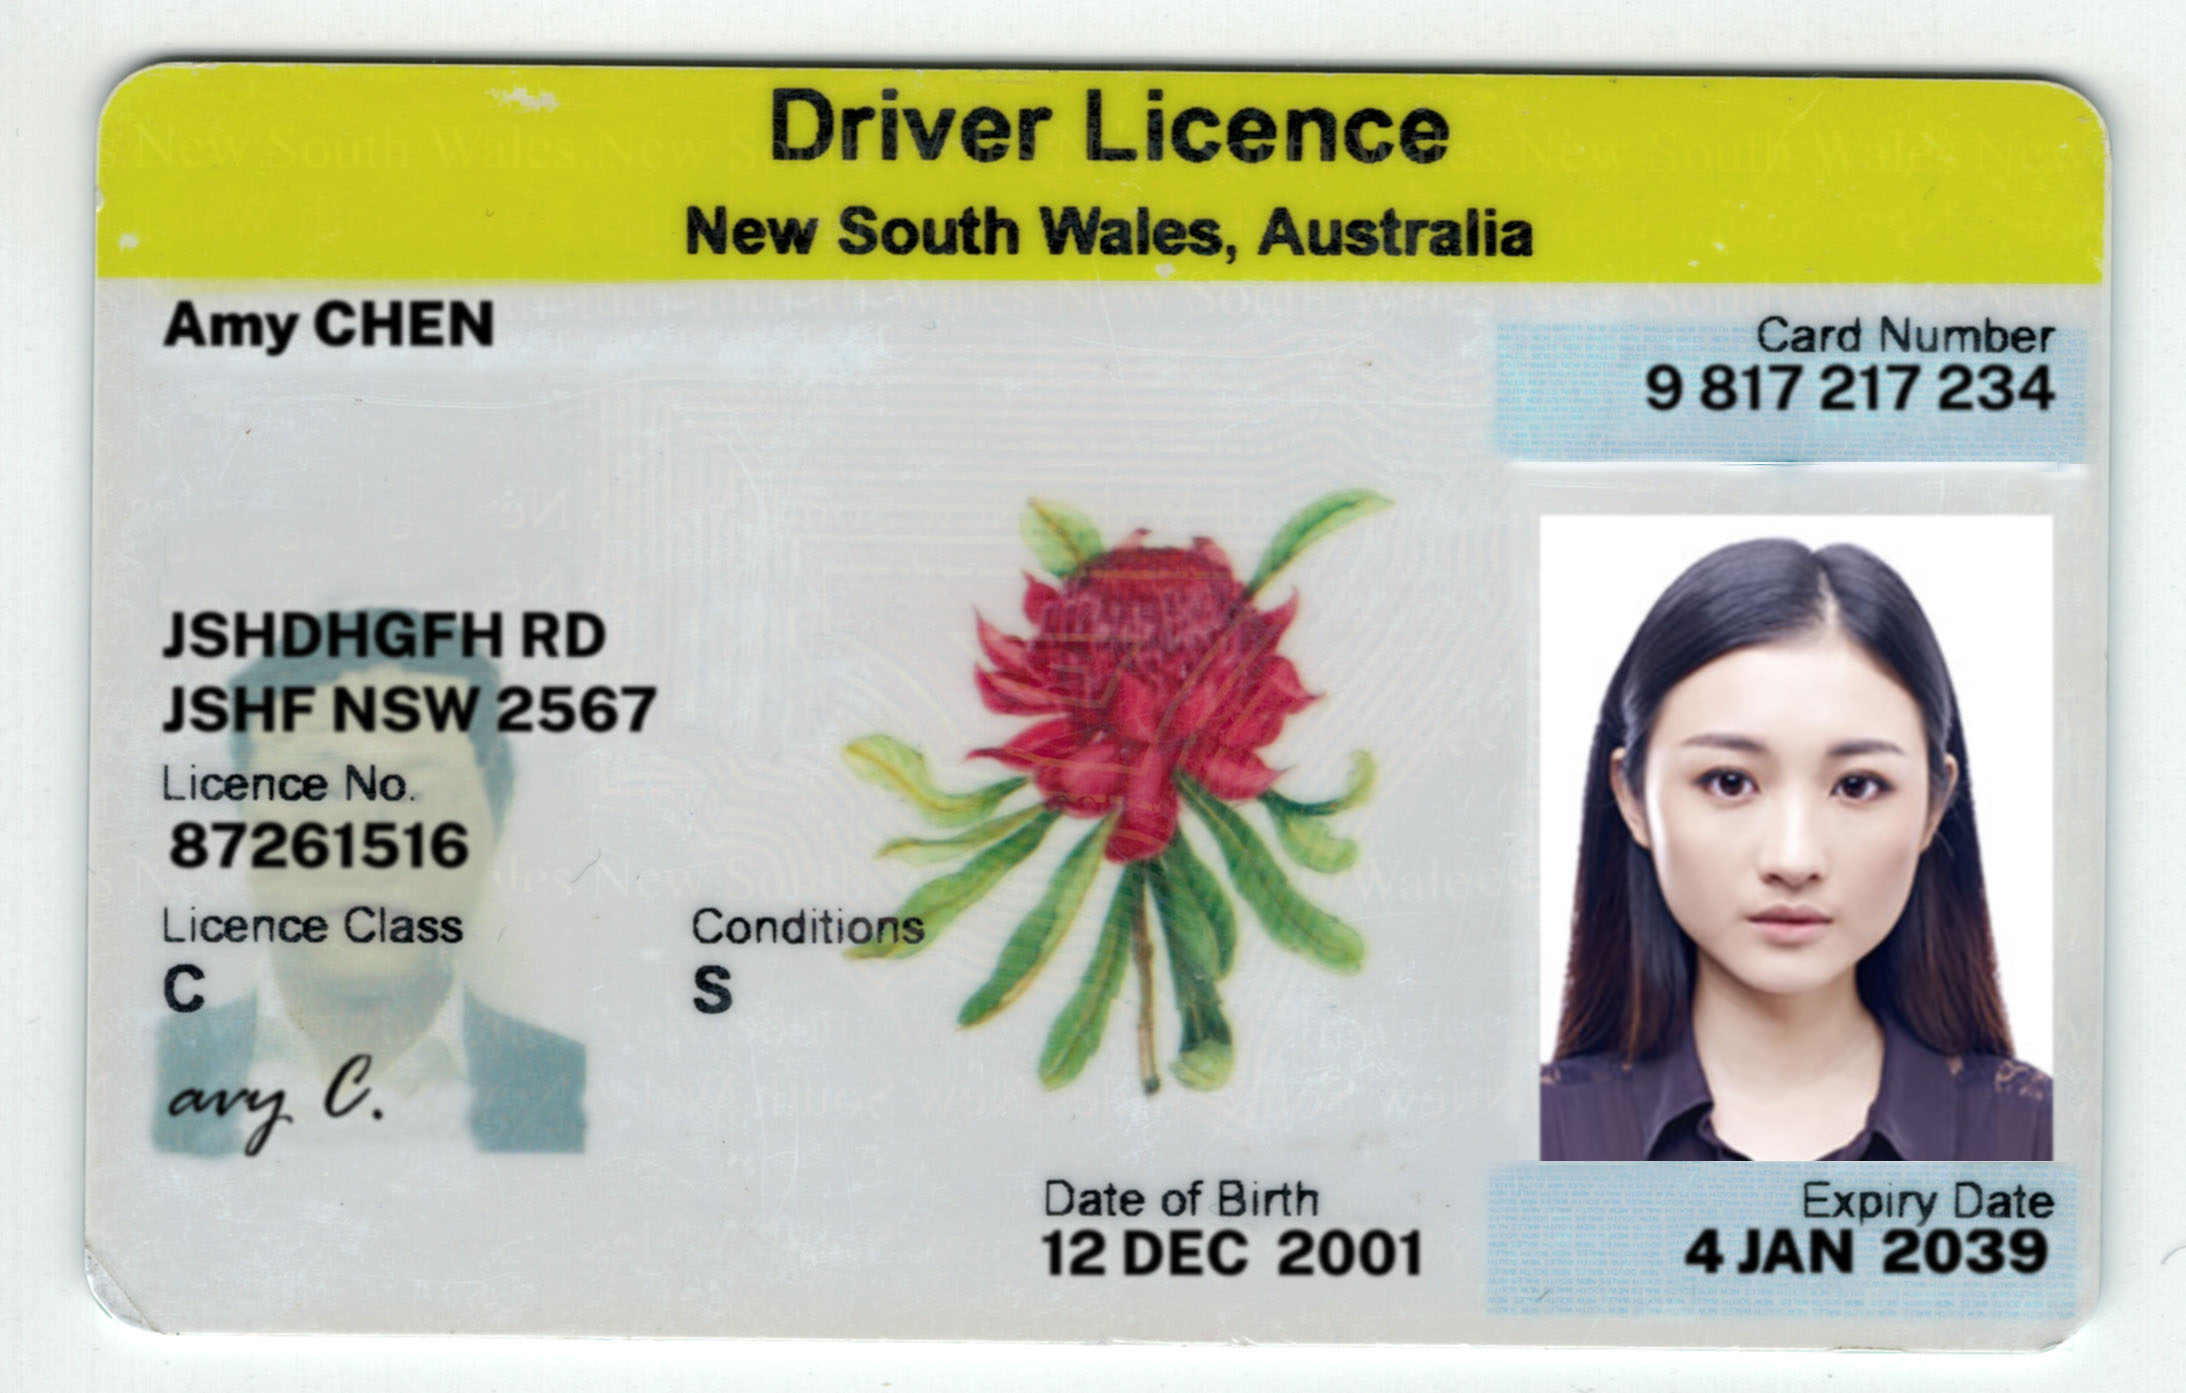 Driver Licence
New South Wales, Australia
Amy CHEN
Card Number
9 817 217 234
JSHDHGFH RD
JSHF NSW 2567
Licence No.
87261516
Licence Class
Conditions
C
S
avy C.
Date of Birth
12 DEC 2001
Expiry Date
4 JAN 2039